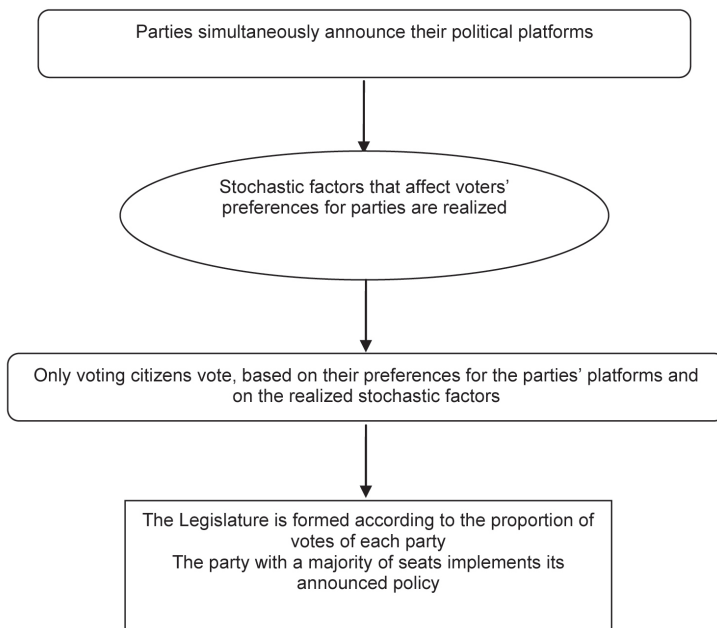 Parties simultaneously announce their political platforms
Stochastic factors that affect voters'
preferences for parties are realized
Only voting citizens vote, based on their preferences for the parties' platforms and
on the realized stochastic factors
The Legislature is formed according to the proportion of
votes of each party
The party with a majority of seats implements its
announced policy